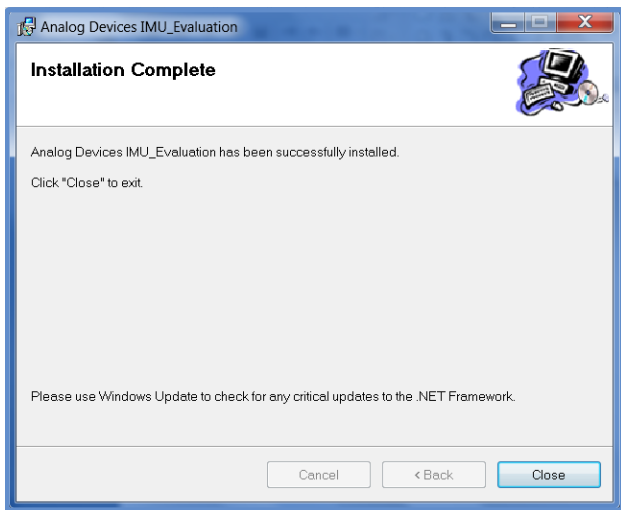 Analog Devices IMU_Evaluation
Installation Complete
Analog Devices IMU_Evaluation has been successfully installed.
Click "Close" to exit.
Please use Windows Update to check for any critical updates to the .NET Framework.
Cancel
< Back
Close